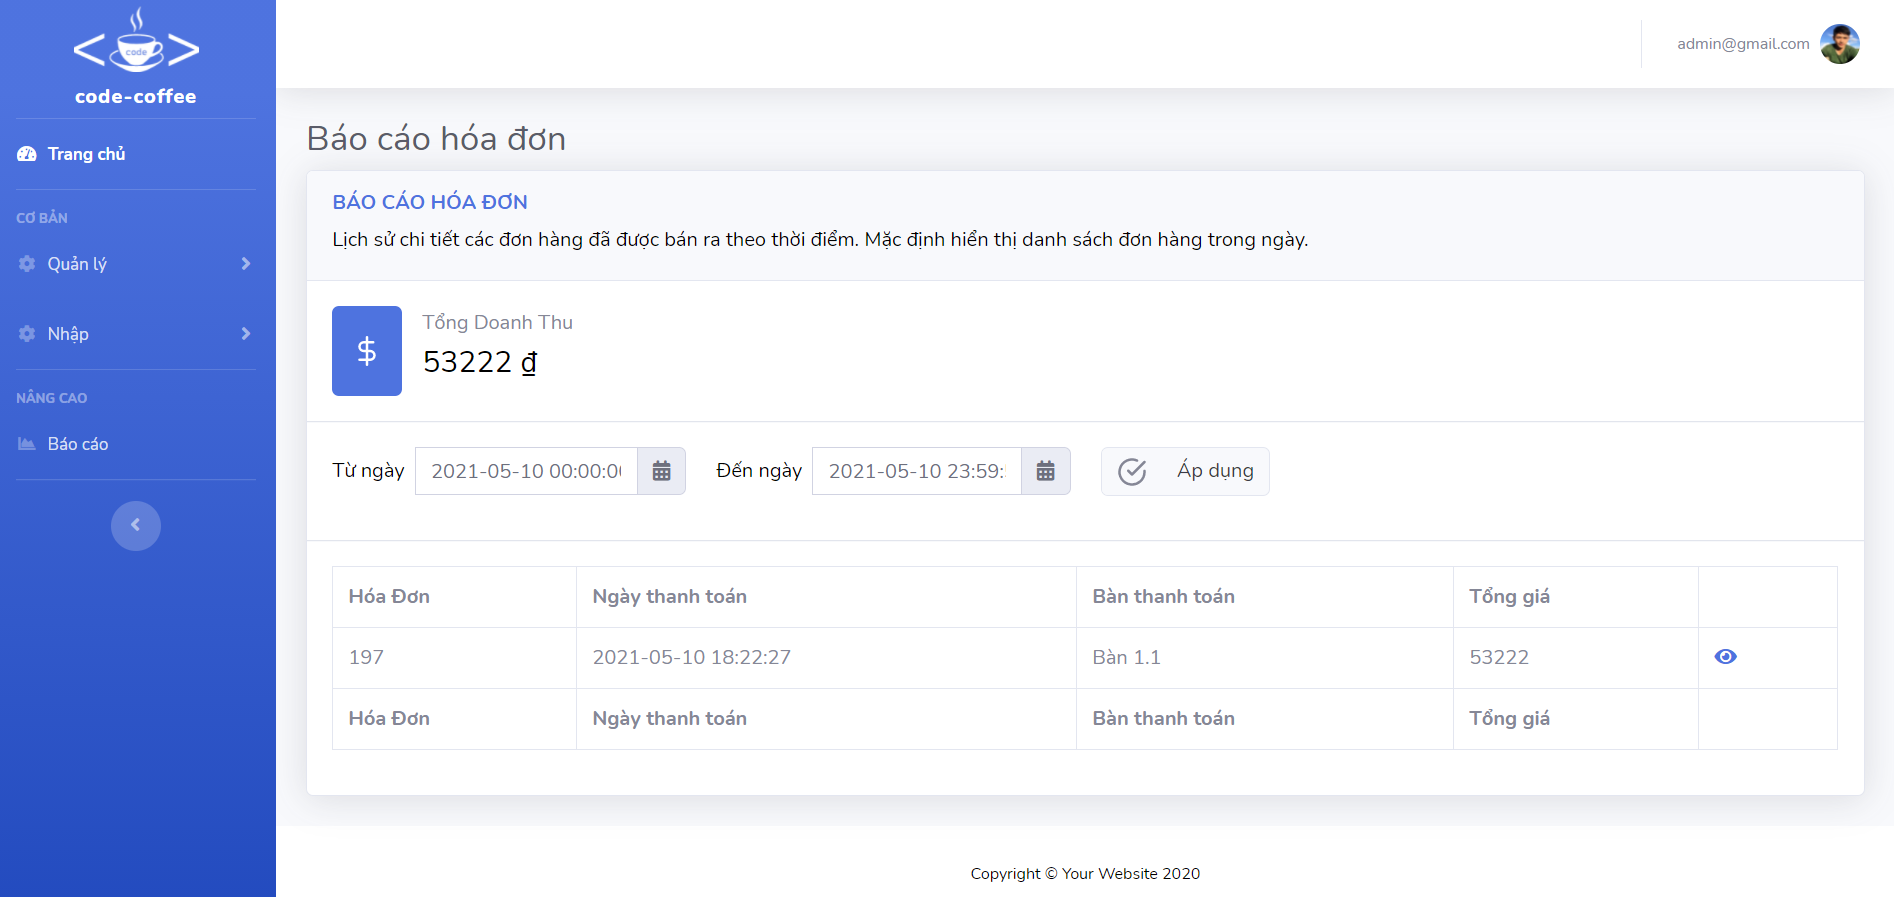 code
code-coffee
Trang chủ
CƠ BẢN
Quản lý
Nhập
NÂNG CAO
Báo cáo
admin@gmail.com
Báo cáo hóa đơn
BÁO CÁO HÓA ĐƠN
Lịch sử chi tiết các đơn hàng đã được bán ra theo thời điểm. Mặc định hiển thị danh sách đơn hàng trong ngày.
$
Tổng Doanh Thu
53222 ₫
Từ ngày 2021-05-10 00:00:0 Đến ngày 2021-05-10 23:59: Áp dụng
Hóa Đơn Ngày thanh toán Bàn thanh toán Tổng giá
197 2021-05-10 18:22:27 Bàn 1.1 53222
Hóa Đơn Ngày thanh toán Bàn thanh toán Tổng giá
Copyright © Your Website 2020